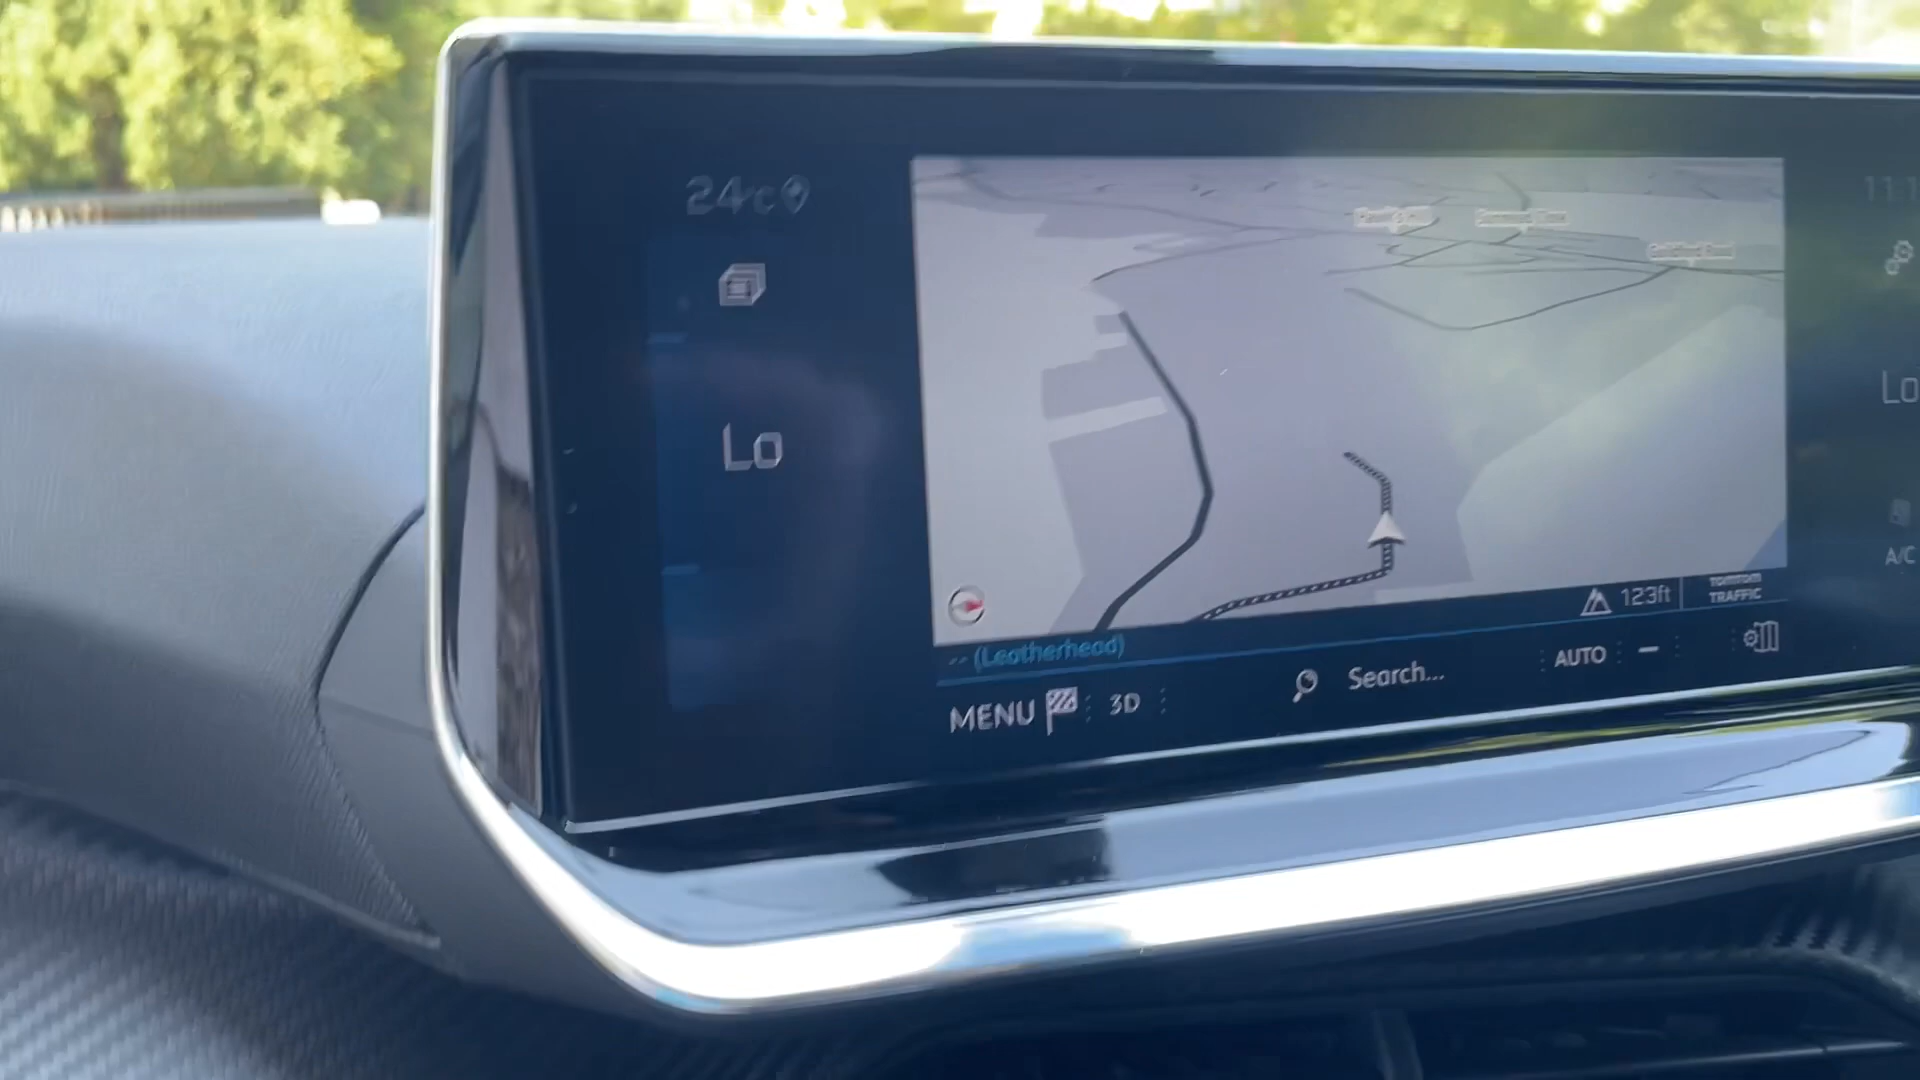 24°C
Lo
Lo
A/C
123ft
TOMTOM
TRAFFIC
-- (Leatherhead)
MENU
3D
Search...
AUTO